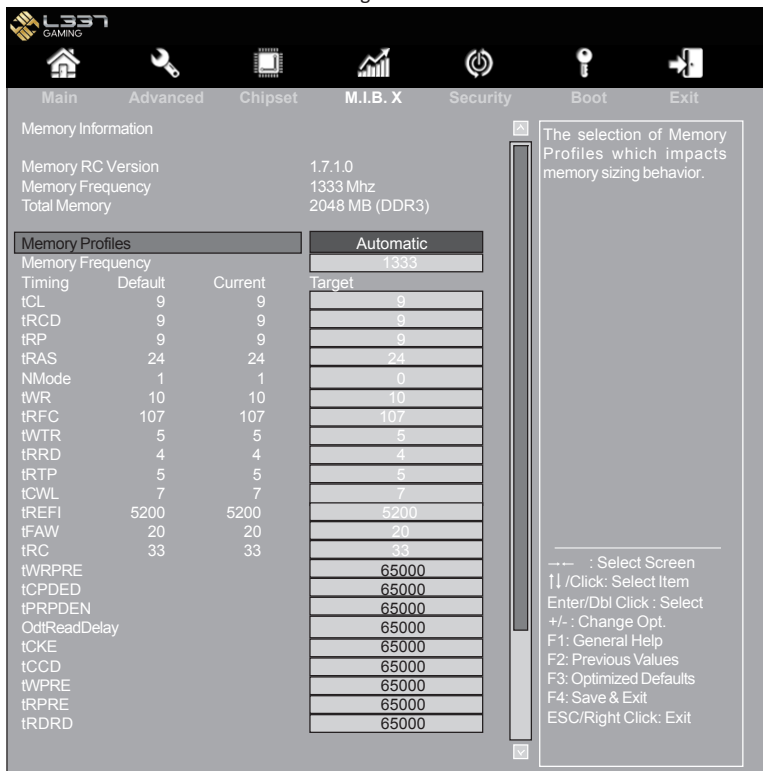 L337
GAMING
Main Advanced Chipset M.I.B. X Security Boot Exit
Memory Information
Memory RC Version 1.7.1.0
Memory Frequency 1333 Mhz
Total Memory 2048 MB (DDR3)
Memory Profiles Automatic
Memory Frequency 1333
Timing Default Current Target
tCL 9 9 9
tRCD 9 9 9
tRP 9 9 9
tRAS 24 24 24
NMode 1 1 0
tWR 10 10 10
tRFC 107 107 107
tWTR 5 5 5
tRRD 4 4 4
tRTP 5 5 5
tCWL 7 7 7
tREFI 5200 5200 5200
tFAW 20 20 20
tRC 33 33 33
tWRPRE 65000
tCPDED 65000
tPRPDEN 65000
OdtReadDelay 65000
tCKE 65000
tCCD 65000
tWPRE 65000
tRPRE 65000
tRDRD 65000
The selection of Memory
Profiles which impacts
memory sizing behavior.
→← : Select Screen
↑↓/Click: Select Item
Enter/Dbl Click : Select
+/- : Change Opt.
F1: General Help
F2: Previous Values
F3: Optimized Defaults
F4: Save & Exit
ESC/Right Click: Exit